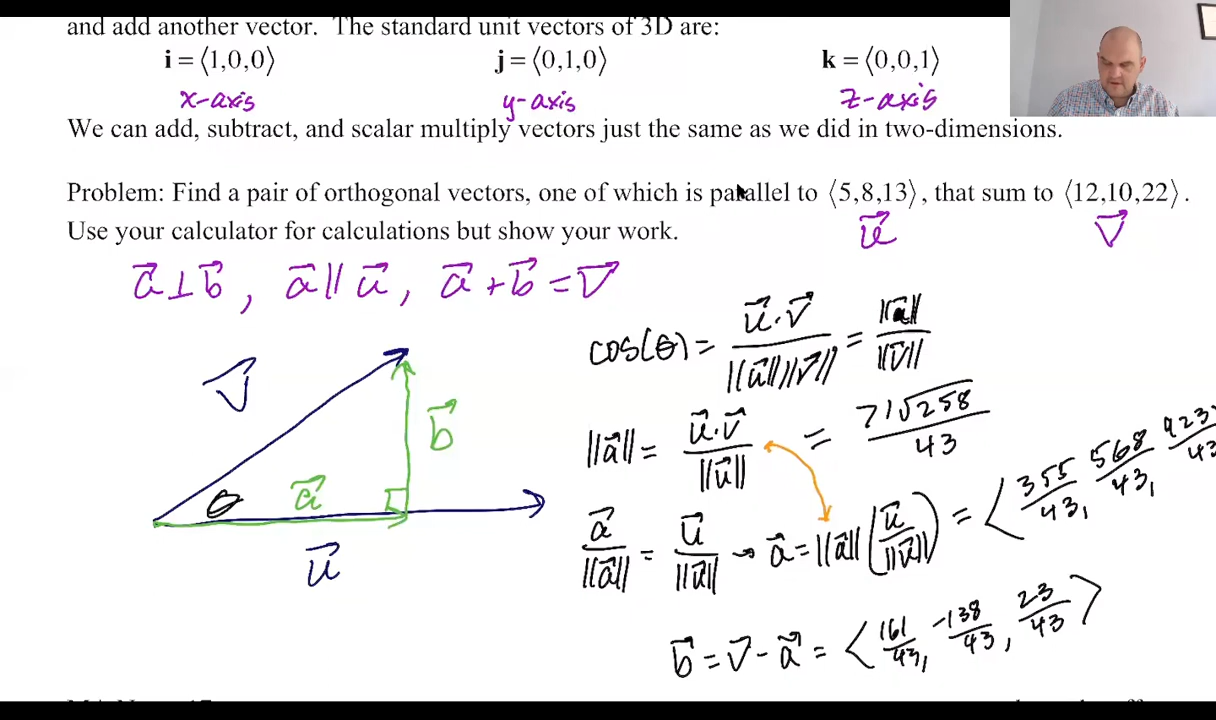 and add another vector. The standard unit vectors of 3D are:
i = ⟨1,0,0⟩ j = ⟨0,1,0⟩ k = ⟨0,0,1⟩
x-axis y-axis z-axis
We can add, subtract, and scalar multiply vectors just the same as we did in two-dimensions.
Problem: Find a pair of orthogonal vectors, one of which is parallel to ⟨5,8,13⟩, that sum to ⟨12,10,22⟩.
u⃗ v⃗
Use your calculator for calculations but show your work.
a⃗ ⊥ b⃗, a⃗ ∥ u⃗, a⃗ + b⃗ = v⃗
v⃗
b⃗
θ a⃗
u⃗
cos(θ) = u⃗·v⃗ / ||u⃗|| ||v⃗|| = ||a⃗|| / ||v⃗||
||a⃗|| = u⃗·v⃗ / ||u⃗|| = 71√258 / 43
a⃗ / ||a⃗|| = u⃗ / ||u⃗|| → a⃗ = ||a⃗|| (u⃗ / ||u⃗||) = ⟨355/43, 568/43, 923/43
b⃗ = v⃗ - a⃗ = ⟨161/43, -138/43, 23/43⟩